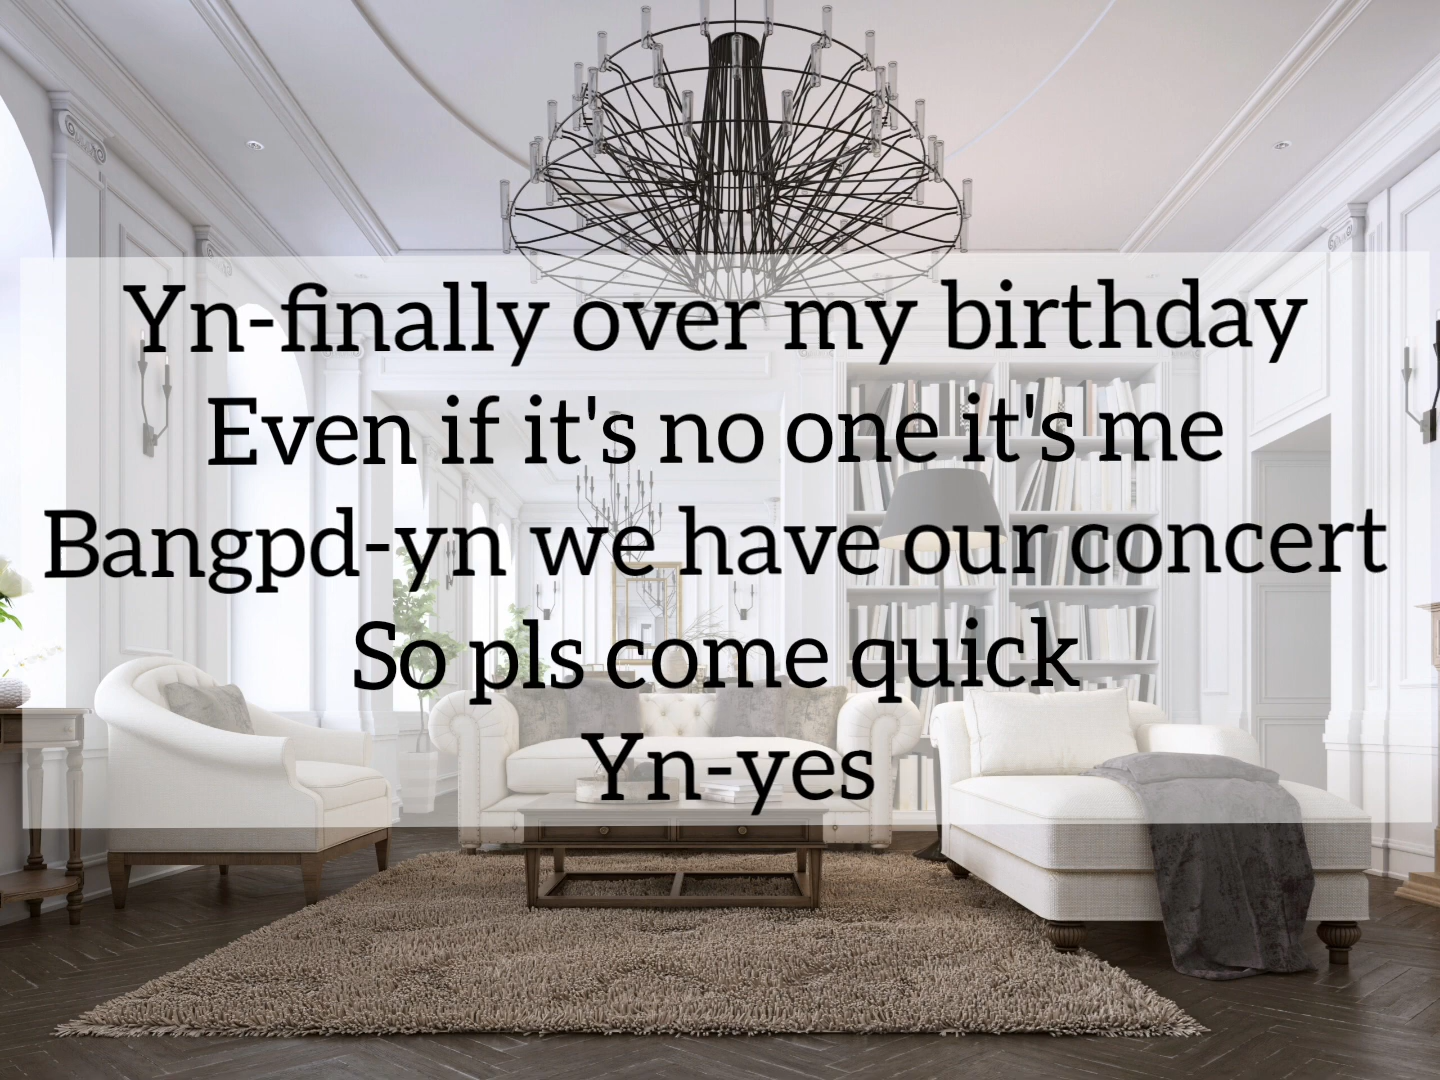 Yn-finally over my birthday
Even if it's no one it's me
Bangpd-yn we have our concert
So pls come quick
Yn-yes